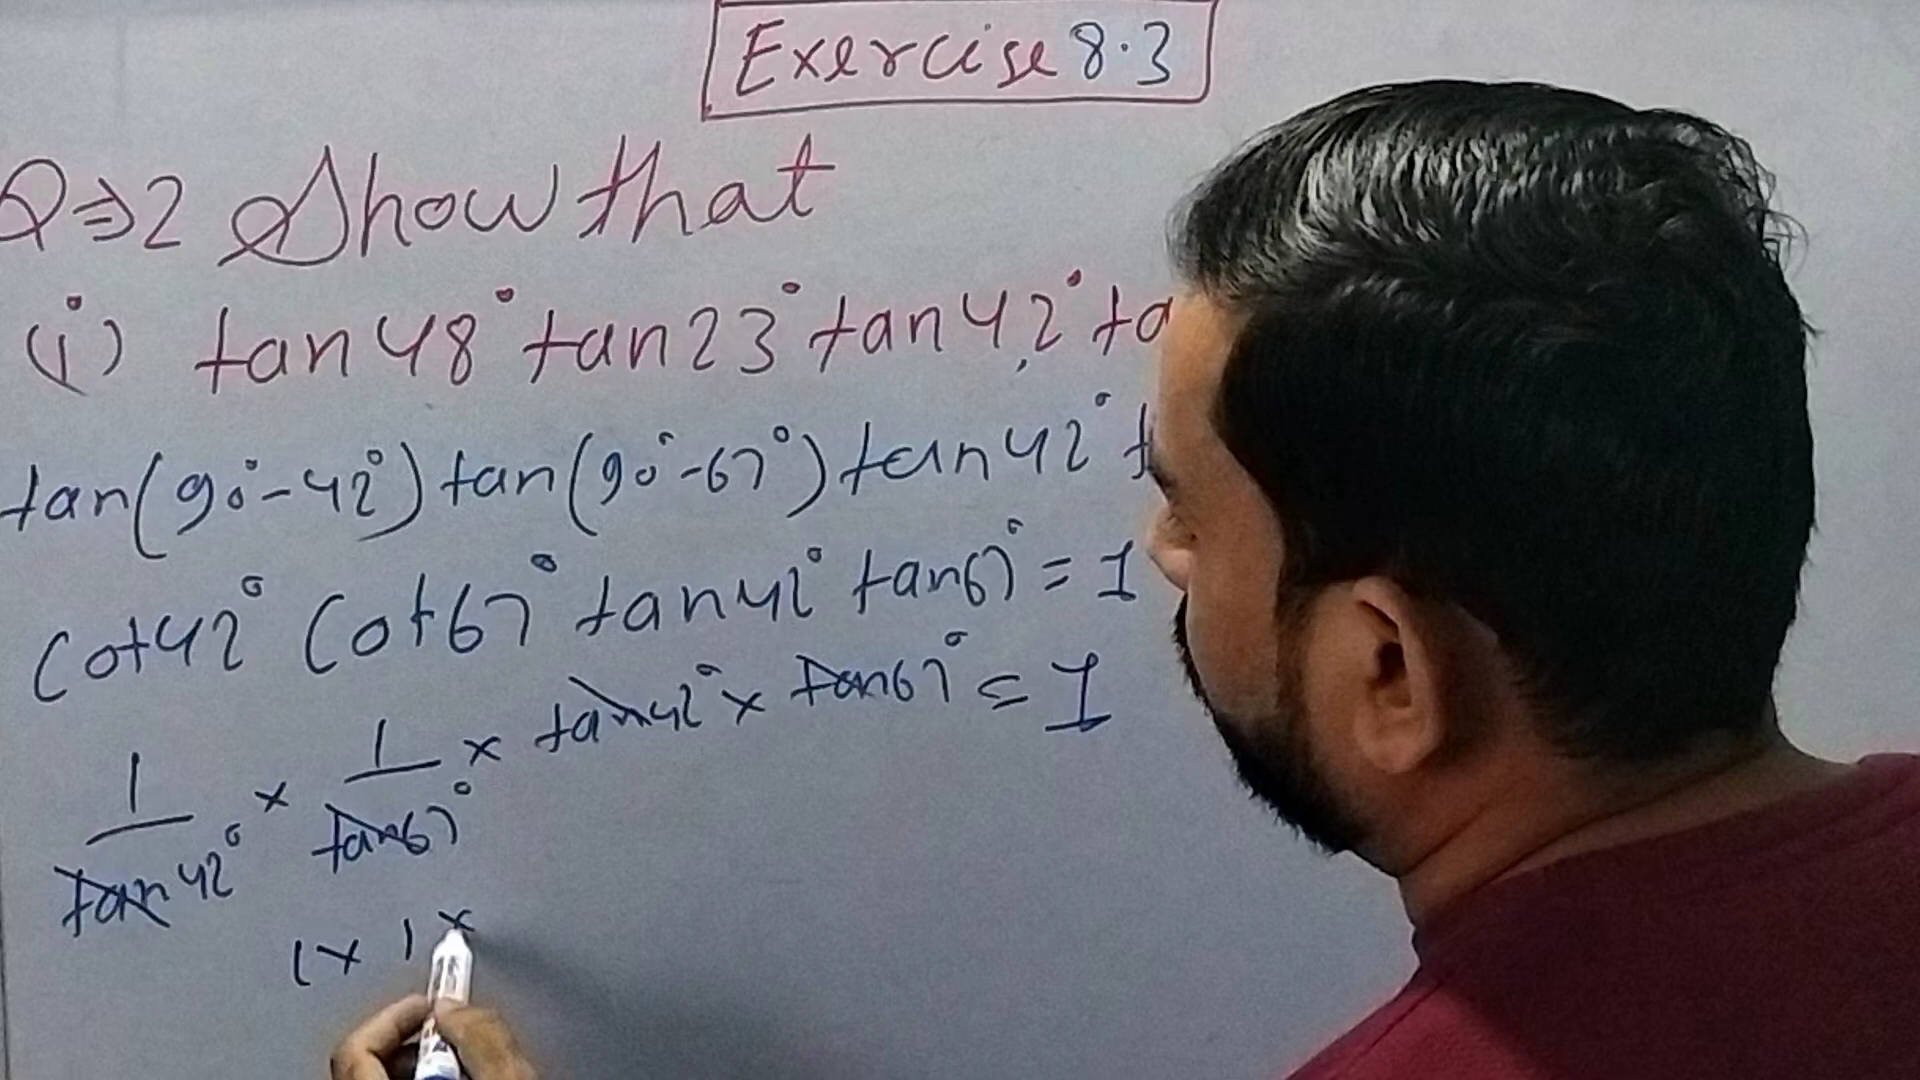 Exercise 8.3
Q⇒2 Show that
(i) tan48° tan23° tan42° ta
tan(90°-42°) tan(90°-67°) tan42° t
Cot42° Cot67° tan42° tan67° = 1
1/tan42° × 1/tan67° × tan42° × tan67° = 1
1 × 1 ×